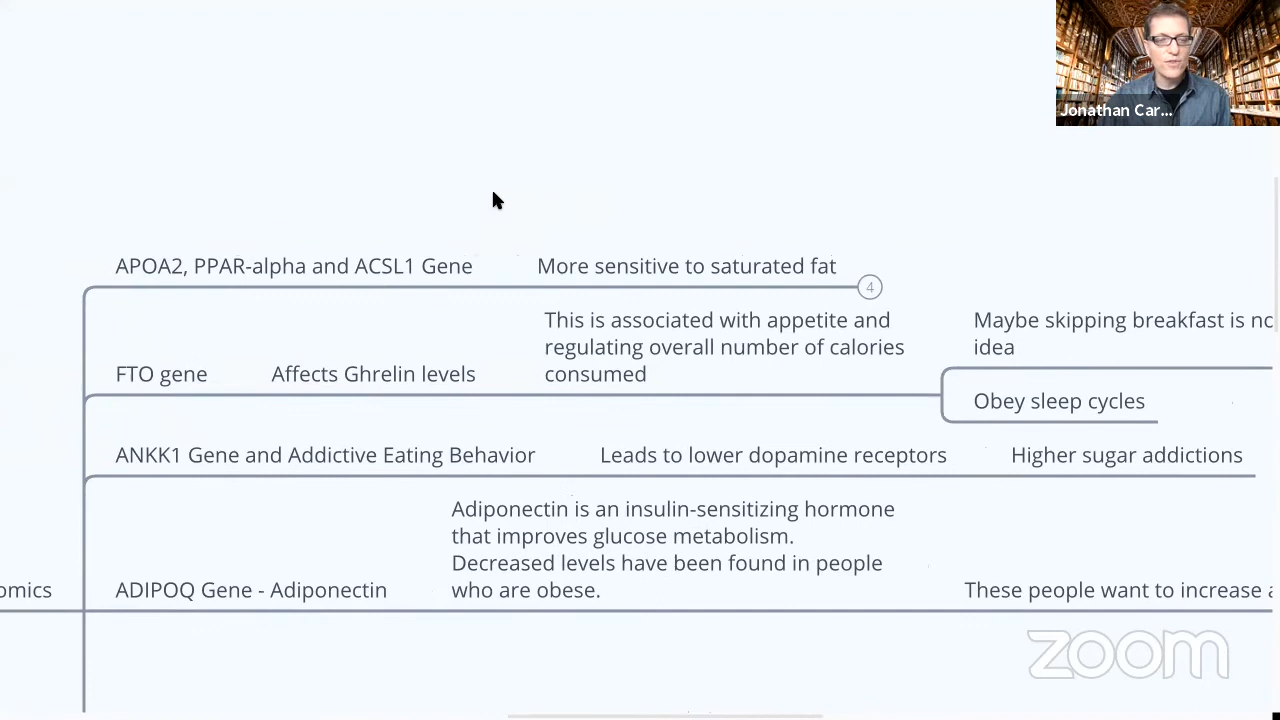 Jonathan Car...
APOA2, PPAR-alpha and ACSL1 Gene
More sensitive to saturated fat
4
This is associated with appetite and
regulating overall number of calories
consumed
FTO gene
Affects Ghrelin levels
Maybe skipping breakfast is
idea
Obey sleep cycles
ANKK1 Gene and Addictive Eating Behavior
Leads to lower dopamine receptors
Higher sugar addictions
Adiponectin is an insulin-sensitizing hormone
that improves glucose metabolism.
Decreased levels have been found in people
who are obese.
omics
ADIPOQ Gene - Adiponectin
These people want to increase
zoom